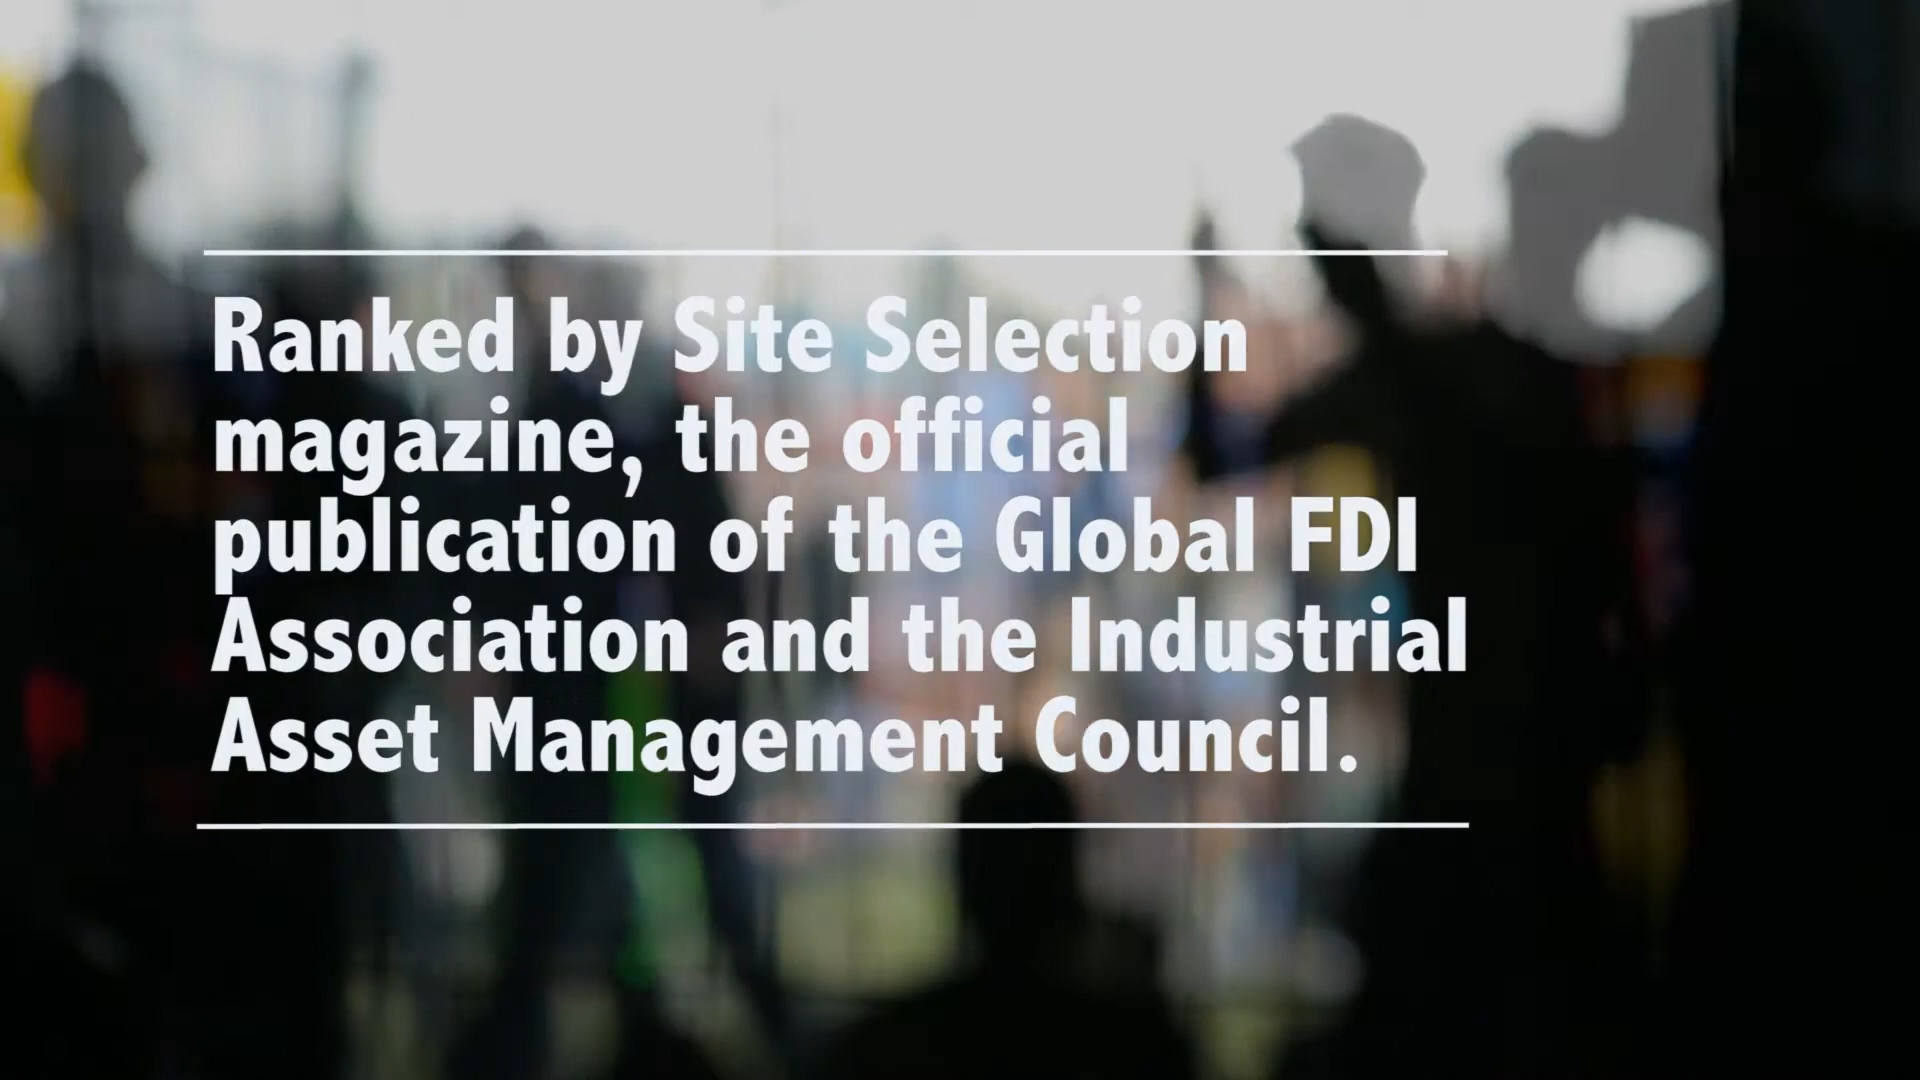 Ranked by Site Selection
magazine, the official
publication of the Global FDI
Association and the Industrial
Asset Management Council.